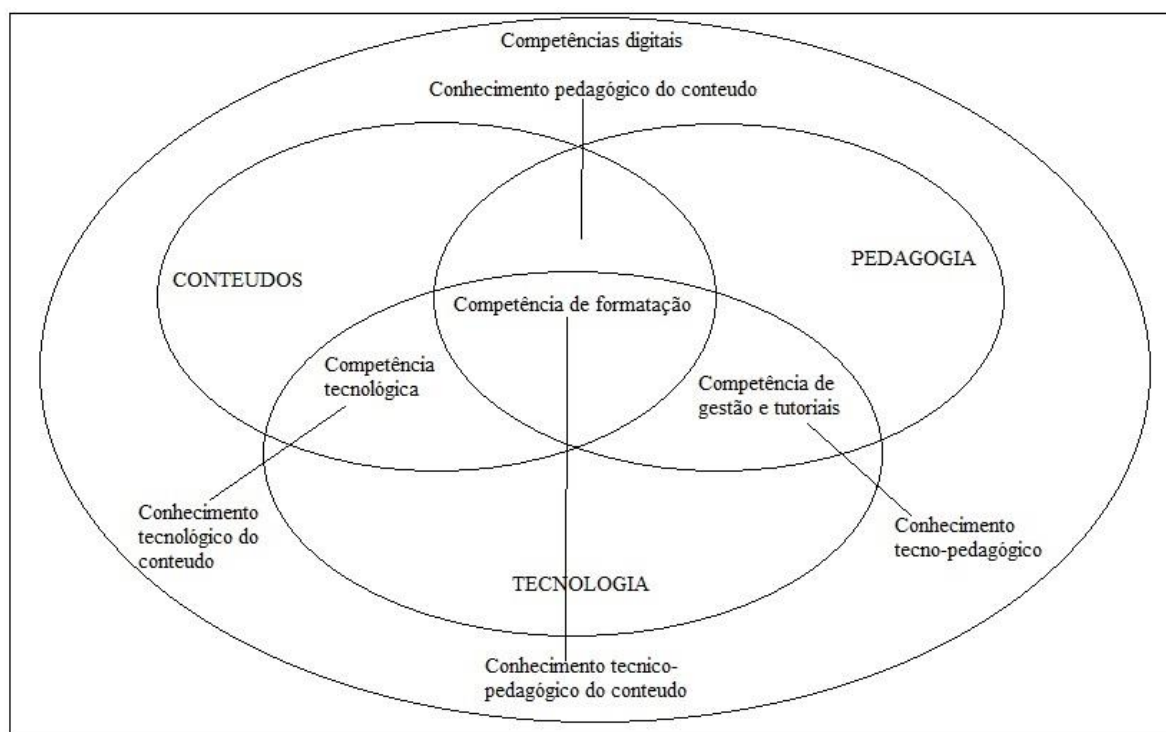 Competências digitais
Conhecimento pedagógico do conteudo
PEDAGOGIA
CONTEUDOS
Competência de formatação
Competência
tecnológica
Competência de
gestão e tutoriais
Conhecimento
tecnológico do
conteudo
Conhecimento
tecno-pedagógico
TECNOLOGIA
Conhecimento tecnico-
pedagógico do conteudo